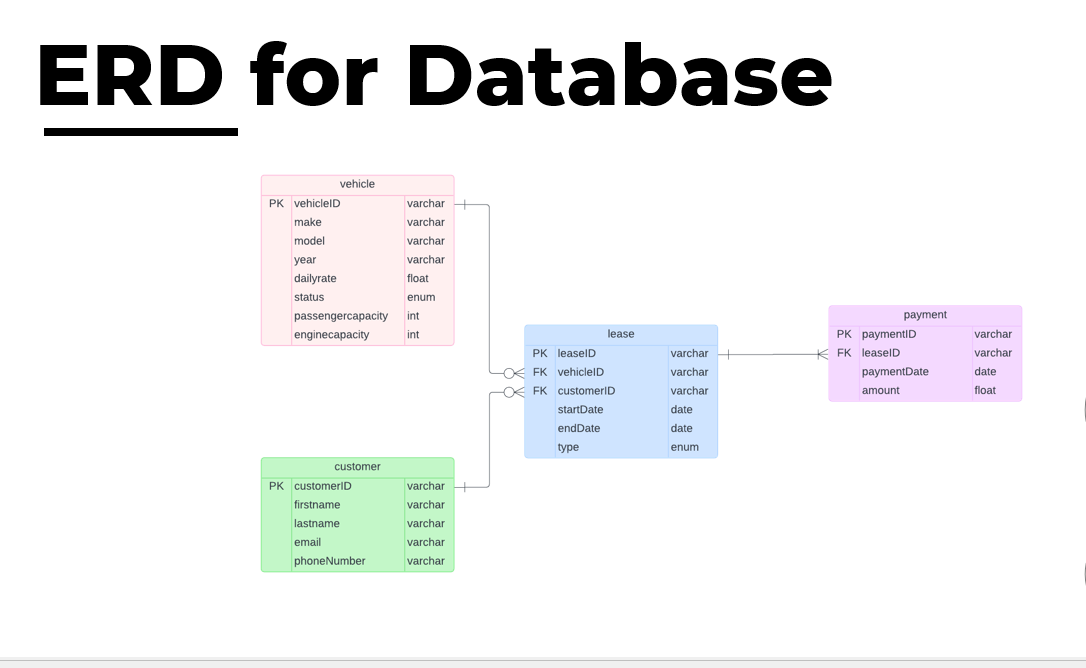 ERD for Database
vehicle
PK vehicleID varchar
make varchar
model varchar
year varchar
dailyrate float
status enum
passengercapacity int
enginecapacity int
lease
PK leaseID varchar
FK vehicleID varchar
FK customerID varchar
startDate date
endDate date
type enum
payment
PK paymentID varchar
FK leaseID varchar
paymentDate date
amount float
customer
PK customerID varchar
firstname varchar
lastname varchar
email varchar
phoneNumber varchar